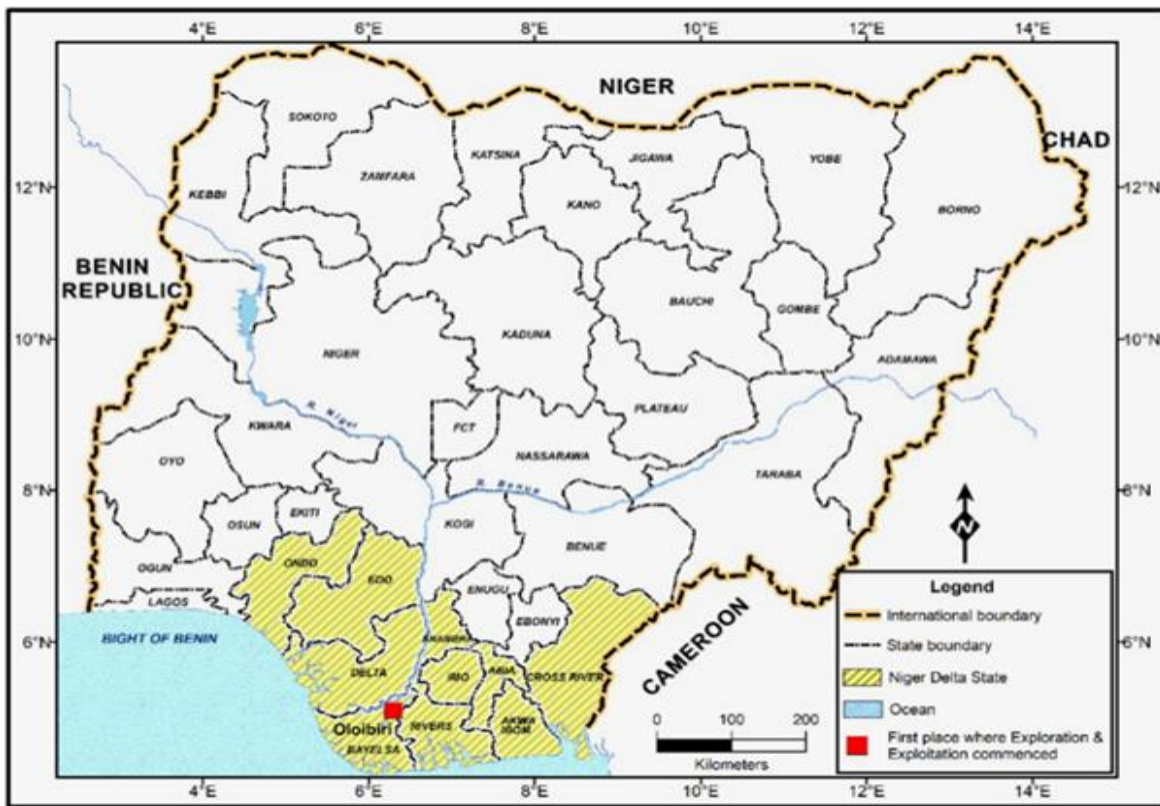 4°E 6°E 8°E 10°E 12°E 14°E
NIGER
CHAD
SOKOTO
KATSINA
JIGAWA
YOBE
ZAMFARA
12°N
12°N
KEBBI
KANO
BORNO
BENIN
REPUBLIC
BAUCHI
GOMBE
KADUNA
10°N
10°N
NIGER
ADAMAWA
PLATEAU
R. Niger
KWARA
FCT
NASSARAWA
OYO
TARABA
R. Benue
8°N
8°N
OSUN
EKITI
KOGI
BENUE
ONDO
EDO
OGUN
ENUGU
LAGOS
EBONYI
BIGHT OF BENIN
6°N
6°N
CAMEROON
DELTA
IMO
ABIA
CROSS RIVER
Oloibiri
RIVERS
AKWA
IBOM
BAYELSA
N
Legend
International boundary
State boundary
Niger Delta State
Ocean
First place where Exploration &
Exploitation commenced
0 100 200
Kilometers
4°E 6°E 8°E 10°E 12°E 14°E